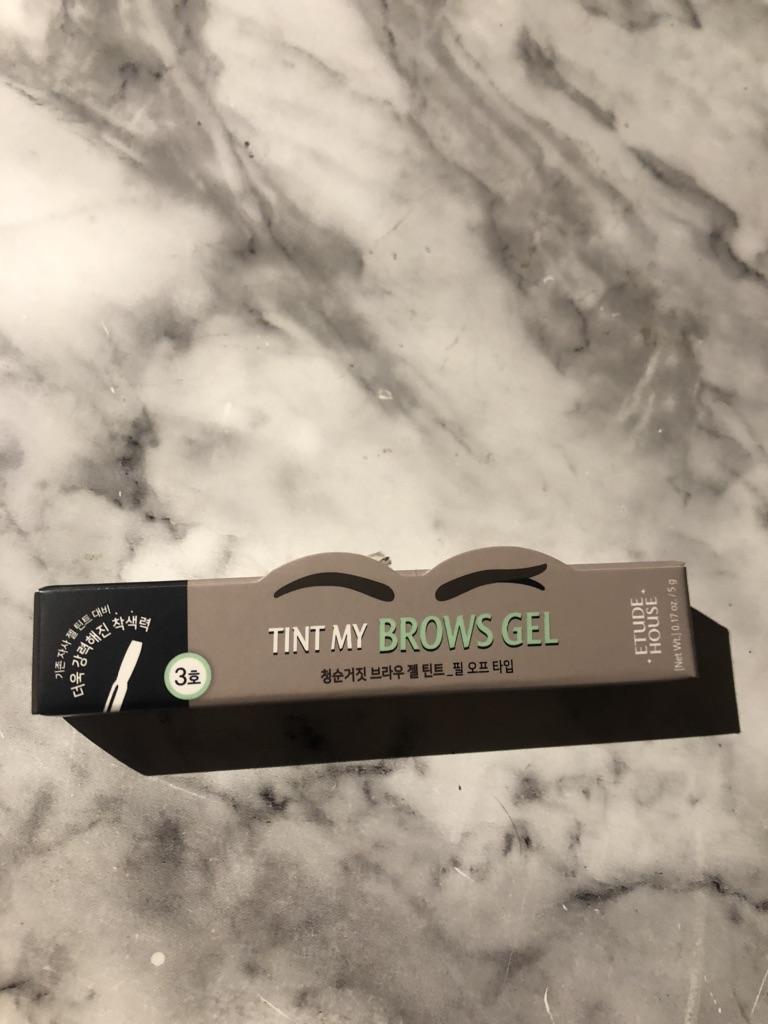 기존 자사 젤 틴트 대비
더욱 강력해진 착색력
3호
TINT MY BROWS GEL
청순거짓 브라우 젤 틴트_필 오프 타입
ETUDE
HOUSE
[Net Wt.] 0.17 oz. / 5 g